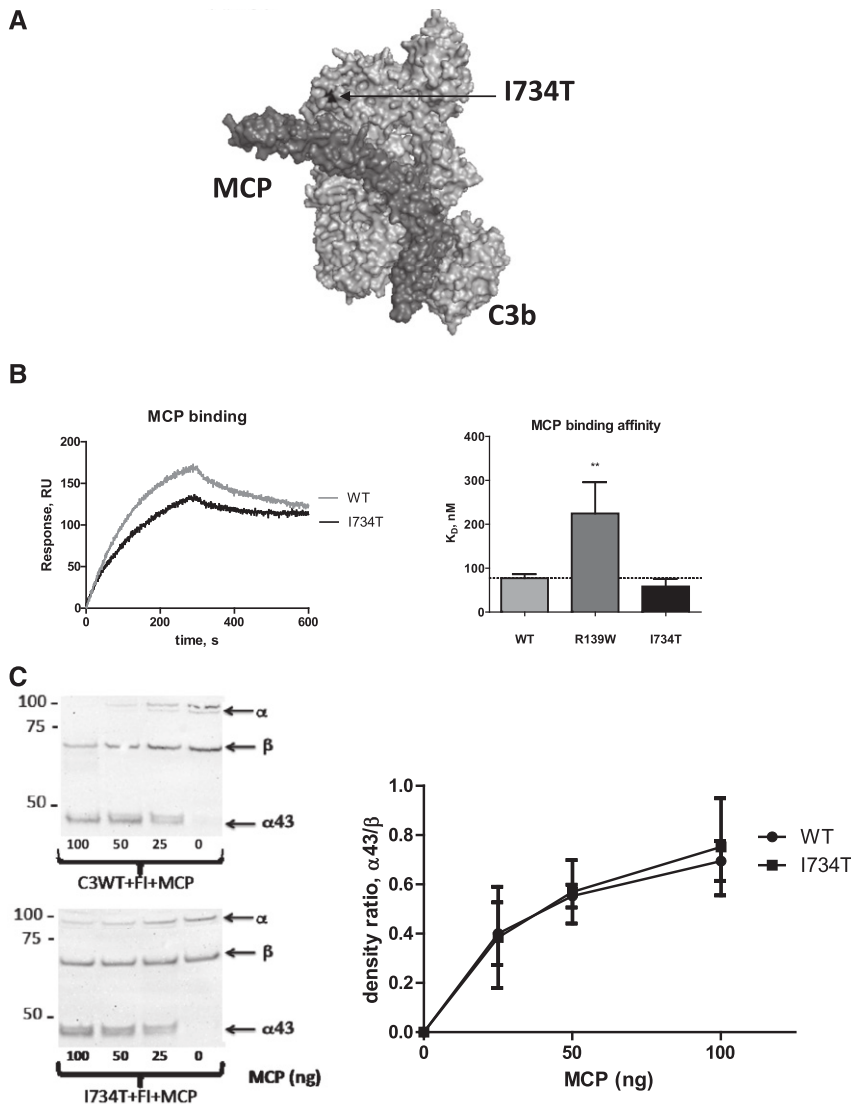 A
I734T
MCP
C3b
B
MCP binding
200
150
100
50
0
Response, RU
0 200 400 600
time, s
WT
I734T
MCP binding affinity
400
300
200
100
0
K_D, nM
**
WT R139W I734T
C
100
75
50
α
β
α43
100 50 25 0
C3WT+FI+MCP
100
75
50
α
β
α43
100 50 25 0
MCP (ng)
I734T+FI+MCP
1.0
0.8
0.6
0.4
0.2
0.0
density ratio, α43/β
0 50 100
MCP (ng)
WT
I734T